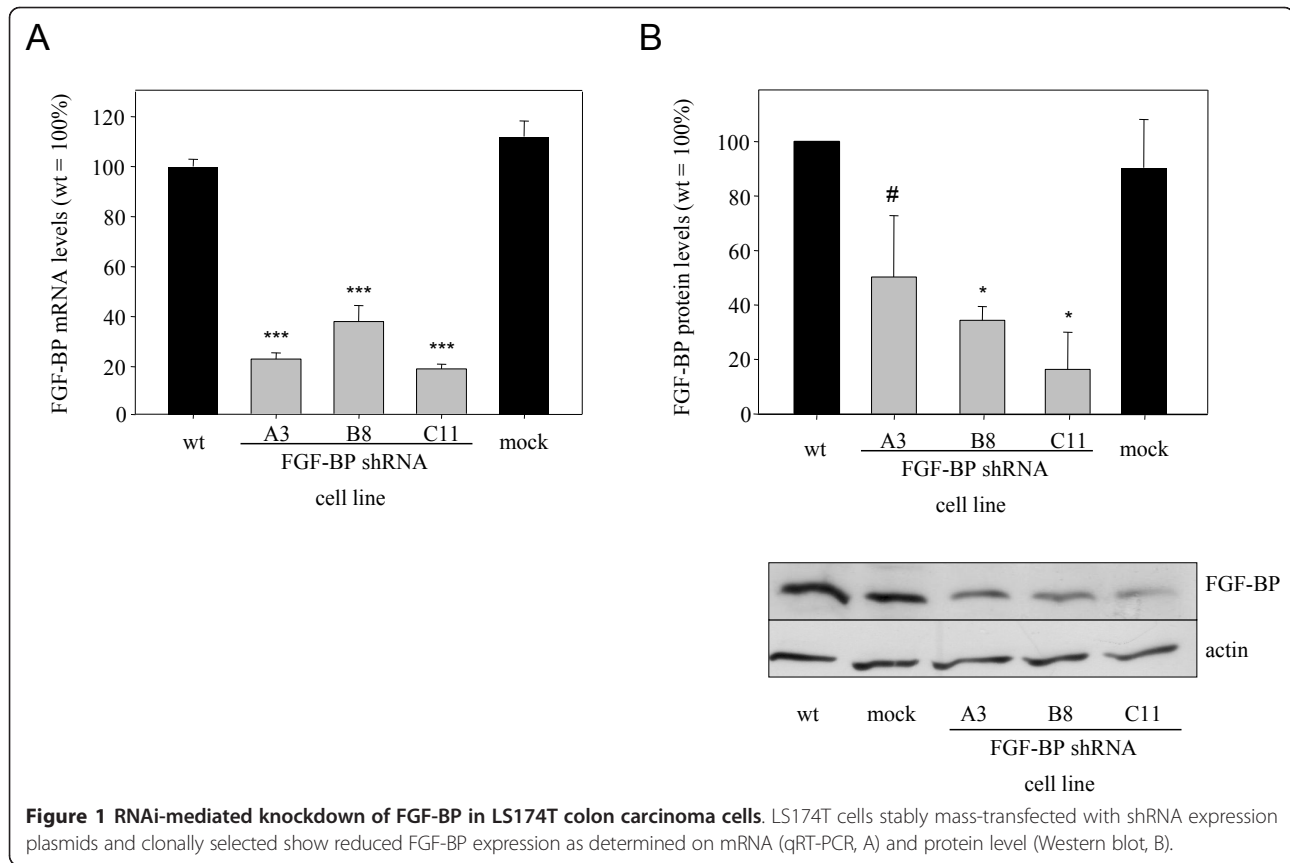 A
FGF-BP mRNA levels (wt = 100%)
120
100
80
60
40
20
0
***
***
***
wt
A3
B8
C11
mock
FGF-BP shRNA
cell line
B
FGF-BP protein levels (wt = 100%)
100
80
60
40
20
0
#
*
*
wt
A3
B8
C11
mock
FGF-BP shRNA
cell line
FGF-BP
actin
wt
mock
A3
B8
C11
FGF-BP shRNA
cell line
Figure 1 RNAi-mediated knockdown of FGF-BP in LS174T colon carcinoma cells. LS174T cells stably mass-transfected with shRNA expression
plasmids and clonally selected show reduced FGF-BP expression as determined on mRNA (qRT-PCR, A) and protein level (Western blot, B).